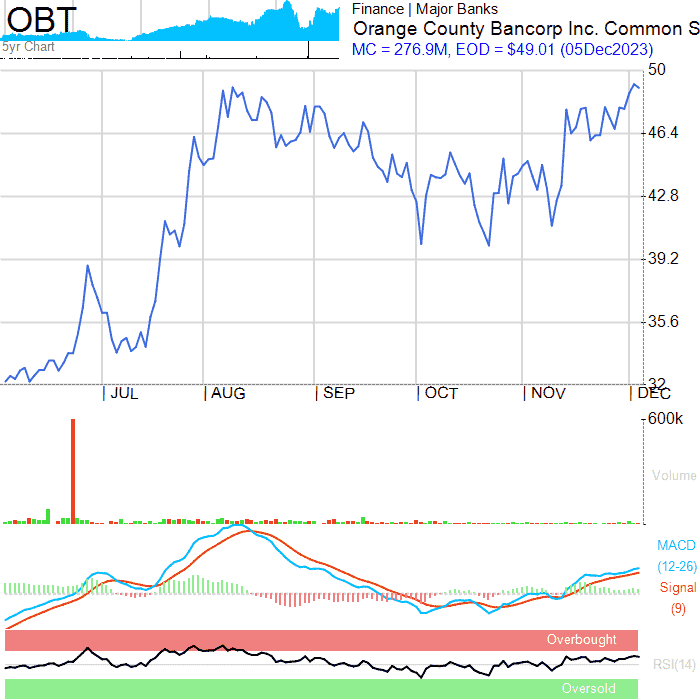 OBT
5yr Chart
Finance | Major Banks
Orange County Bancorp Inc. Common S
MC = 276.9M, EOD = $49.01 (05Dec2023)
50
46.4
42.8
39.2
35.6
32
JUL
AUG
SEP
OCT
NOV
DEC
600k
Volume
MACD
(12-26)
Signal
(9)
Overbought
RSI(14)
Oversold